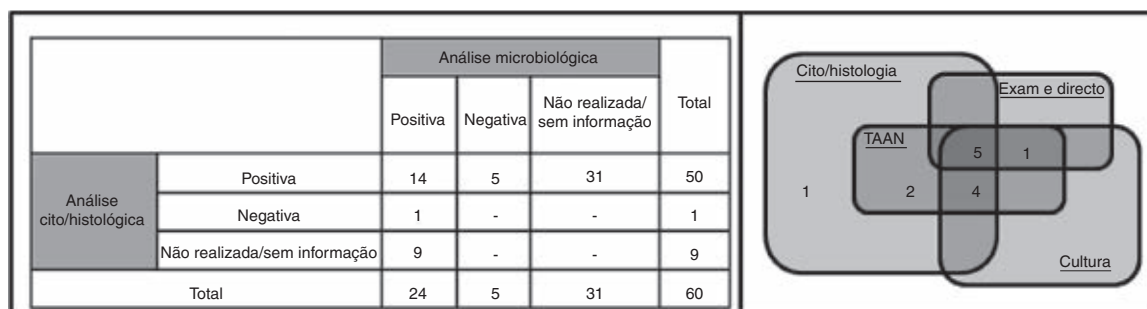 Análise microbiológica
Positiva Negativa Não realizada/ sem informação Total
Análise cito/histológica
Positiva 14 5 31 50
Negativa 1 - - 1
Não realizada/sem informação 9 - - 9
Total 24 5 31 60
Cito/histologia
Exam e directo
TAAN
5 1
1 2 4
Cultura